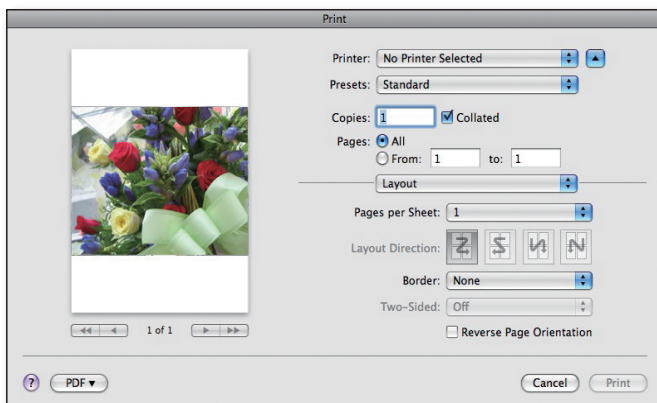 Print
Printer: No Printer Selected
Presets: Standard
Copies: 1 Collated
Pages: All
From: 1 to: 1
Layout
Pages per Sheet: 1
Layout Direction:
Border: None
Two-Sided: Off
Reverse Page Orientation
1 of 1
? PDF Cancel Print